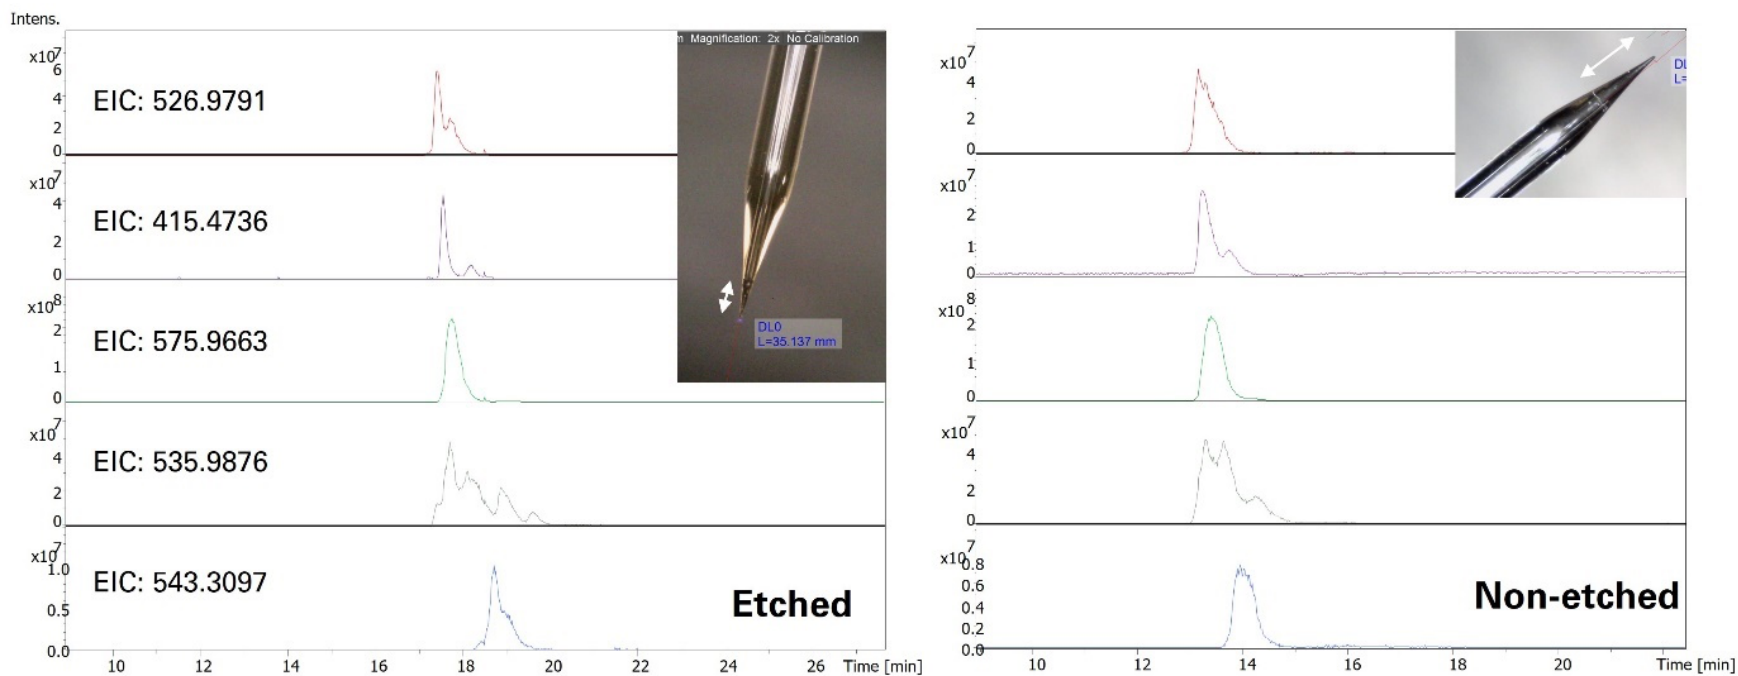 Intens.
x10^7
6
4
2
0
EIC: 526.9791
x10^7
4
2
0
EIC: 415.4736
x10^8
2
1
0
EIC: 575.9663
x10^7
4
2
0
EIC: 535.9876
x10^7
1.0
0.5
0.0
EIC: 543.3097
Etched
10 12 14 16 18 20 22 24 26 Time [min]
Magnification: 2x No Calibration
DL0
L=35.137 mm
x10^7
4
2
0
x10^7
2
1
0
x10^8
2
1
0
x10^7
4
2
0
x10^7
0.8
0.6
0.4
0.2
0.0
Non-etched
10 12 14 16 18 20 Time [min]
L=